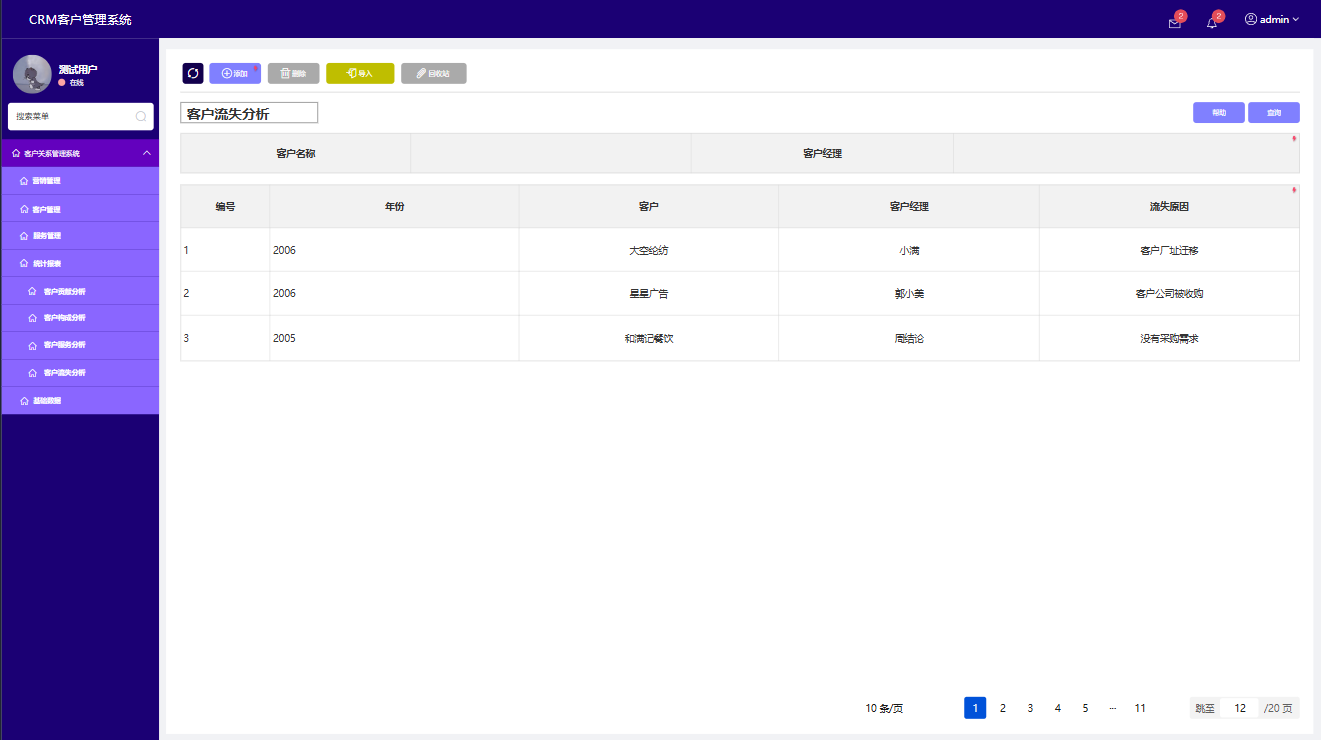 CRM客户管理系统
2
2
admin
测试用户
在线
搜索菜单
客户关系管理系统
营销管理
客户管理
服务管理
统计报表
客户贡献分析
客户构成分析
客户服务分析
客户流失分析
基础数据
添加 删除 导入 回收站
客户流失分析
帮助 查询
客户名称 客户经理
编号 年份 客户 客户经理 流失原因
1 2006 大空纶纺 小满 客户厂址迁移
2 2006 星星广告 郭小美 客户公司被收购
3 2005 和满记餐饮 周结论 没有采购需求
10 条/页 1 2 3 4 5 ··· 11 跳至 12 /20 页